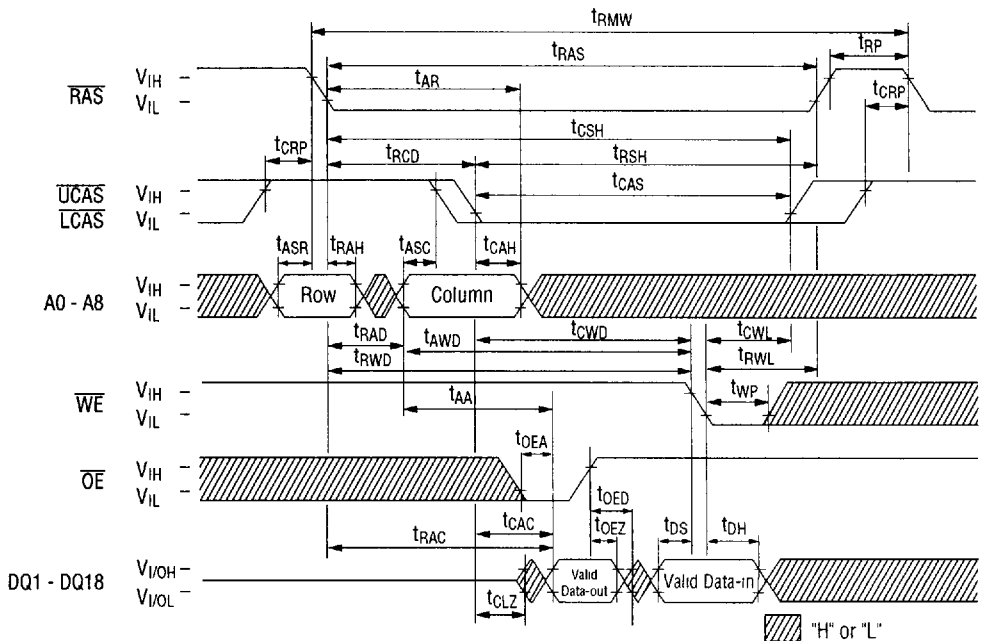 tRMW
tRP
tRAS
tAR
RAS
VIH
VIL
tCRP
tCSH
tCRP
tRCD
tRSH
UCAS
LCAS
VIH
VIL
tCAS
tASR
tRAH
tASC
tCAH
A0 - A8
VIH
VIL
Row
Column
tRAD
tAWD
tCWD
tCWL
tRWD
tRWL
WE
VIH
VIL
tAA
tWP
OE
VIH
VIL
tOEA
tOED
tCAC
tRAC
tOEZ
tDS
tDH
DQ1 - DQ18
VI/OH
VI/OL
Valid
Data-out
Valid Data-in
tCLZ
"H" or "L"